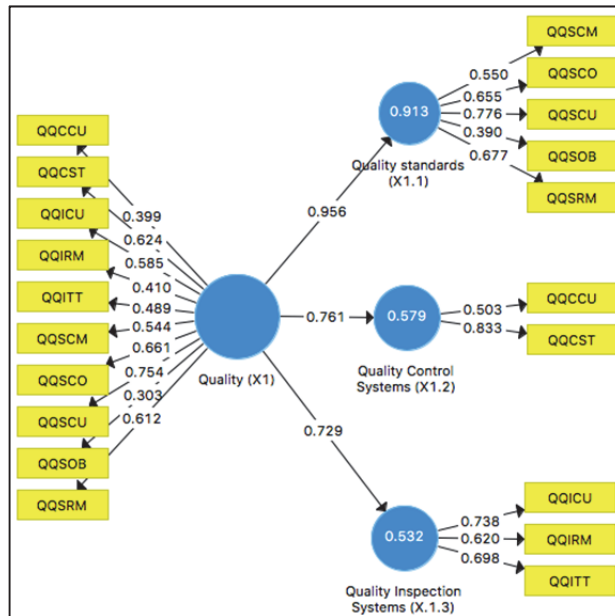 QQCCU
QQCST
QQICU
QQIRM
QQITT
QQSCM
QQSCO
QQSCU
QQSOB
QQSRM
0.399
0.624
0.585
0.410
0.489
0.544
0.661
0.754
0.303
0.612
Quality (X1)
0.956
0.761
0.729
0.913
Quality standards
(X1.1)
0.550
0.655
0.776
0.390
0.677
QQSCM
QQSCO
QQSCU
QQSOB
QQSRM
0.579
Quality Control
Systems (X1.2)
0.503
0.833
QQCCU
QQCST
0.532
Quality Inspection
Systems (X.1.3)
0.738
0.620
0.698
QQICU
QQIRM
QQITT